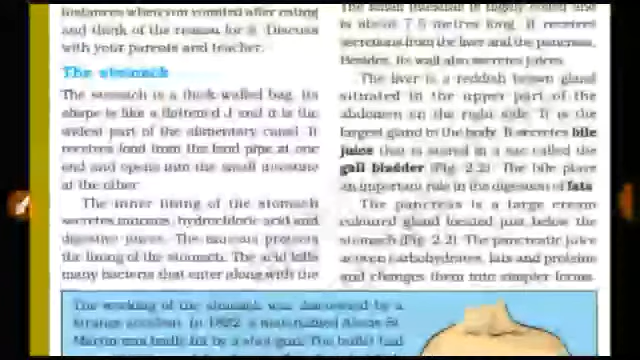 instances when you vomited after eating
and think of the reason for it. Discuss
with your parents and teacher.
The stomach
The stomach is a thick-walled bag. Its
shape is like a flattened J and it is the
widest part of the alimentary canal. It
receives food from the food pipe at one
end and opens into the small intestine
at the other.
The inner lining of the stomach
secretes mucous, hydrochloric acid and
digestive juices. The mucous protects
the lining of the stomach. The acid kills
many bacteria that enter along with the
The small intestine is highly coiled and
is about 7.5 metres long. It receives
secretions from the liver and the pancreas.
Besides, its wall also secretes juices.
The liver is a reddish brown gland
situated in the upper part of the
abdomen on the right side. It is the
largest gland in the body. It secretes bile
juice that is stored in a sac called the
gall bladder (Fig. 2.2). The bile plays
an important role in the digestion of fats.
The pancreas is a large cream
coloured gland located just below the
stomach (Fig. 2.2). The pancreatic juice
acts on carbohydrates, fats and proteins
and changes them into simpler forms.
The working of the stomach was discovered by a
strange accident. In 1822, a man named Alexis St.
Martin was badly hit by a shot gun. The bullet had